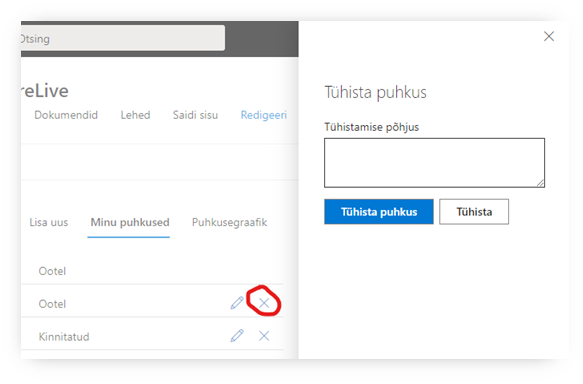 Otsing
reLive
Dokumendid Lehed Saidi sisu Redigeeri
Lisa uus Minu puhkused Puhkusegraafik
Ootel
Ootel
Kinnitatud
Tühista puhkus
Tühistamise põhjus
Tühista puhkus Tühista